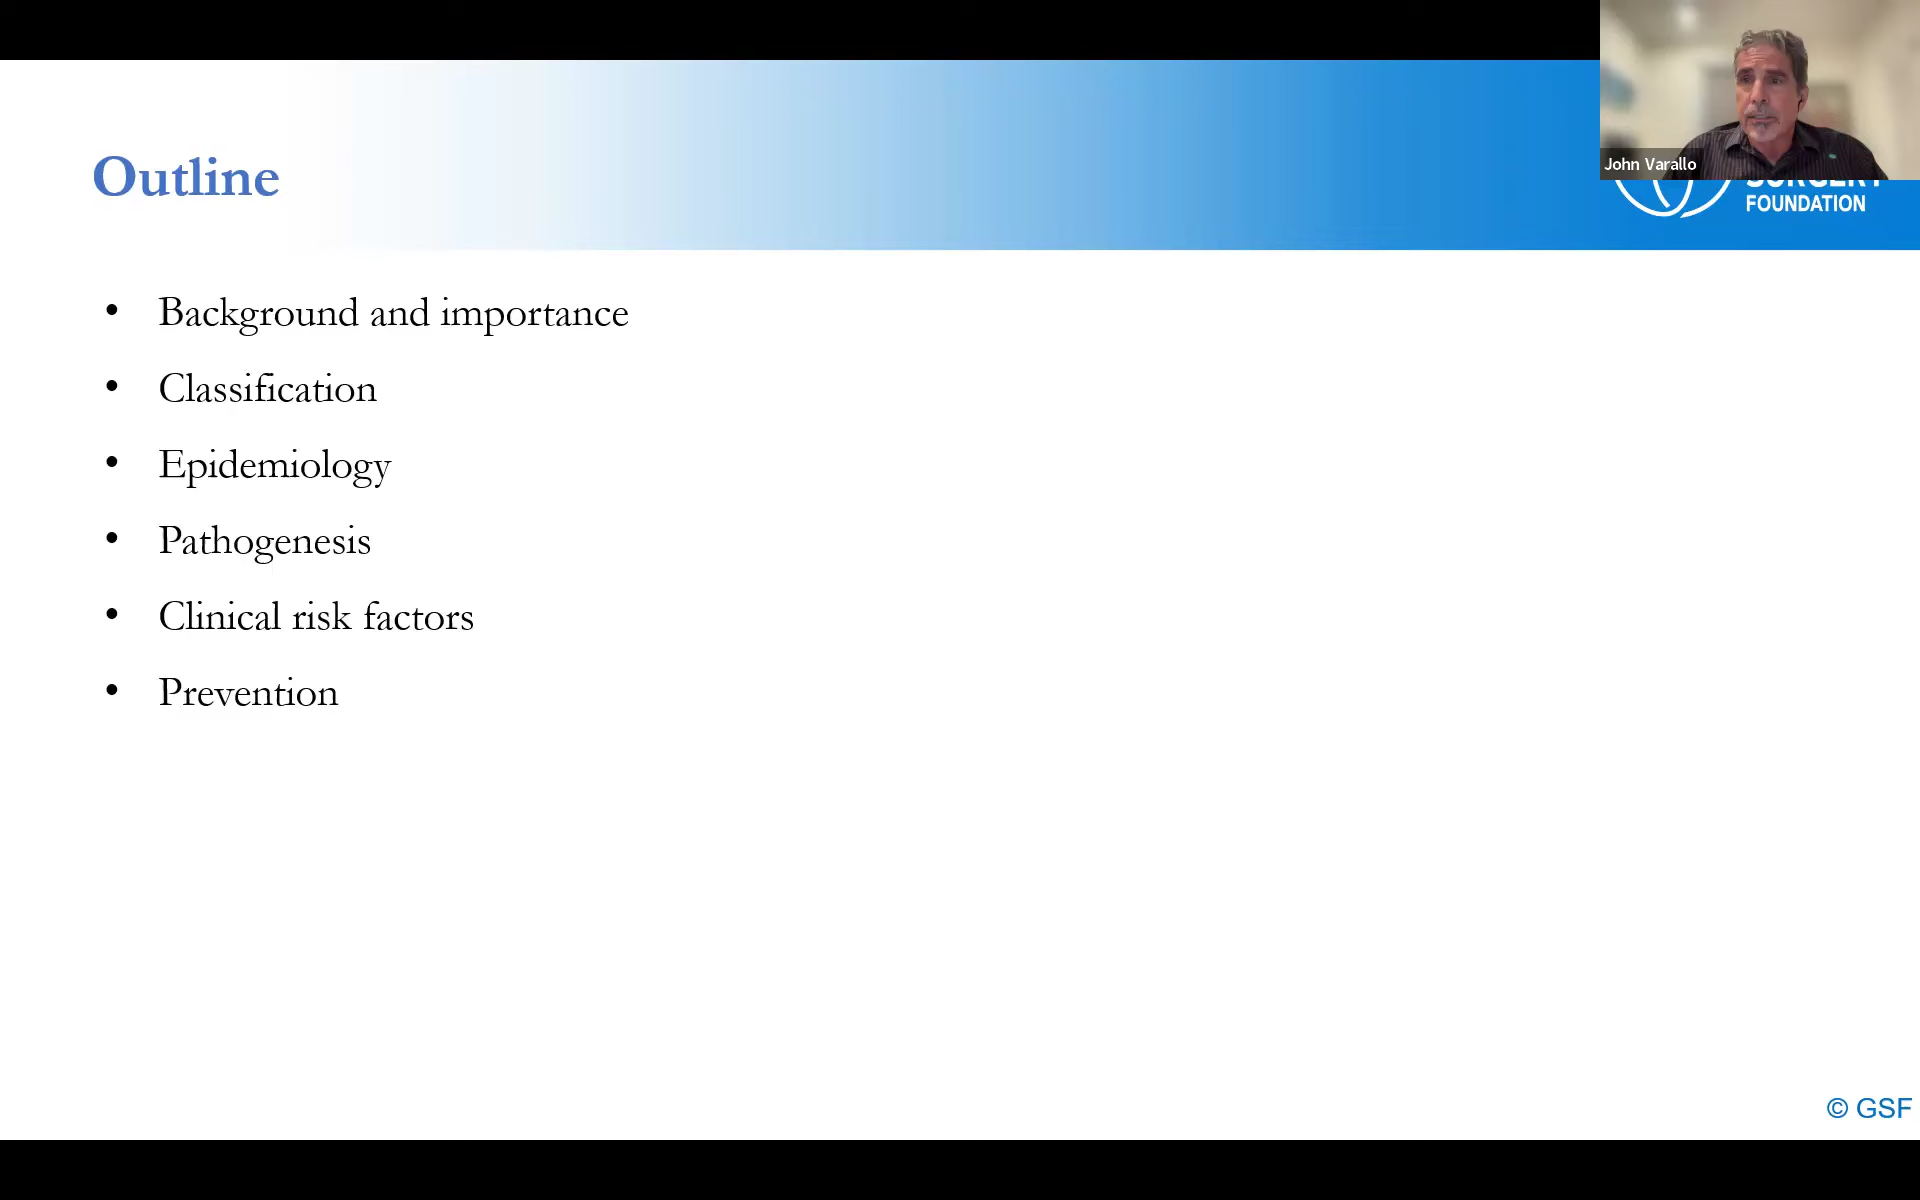 John Varallo
Outline
FOUNDATION
• Background and importance
• Classification
• Epidemiology
• Pathogenesis
• Clinical risk factors
• Prevention
© GSF